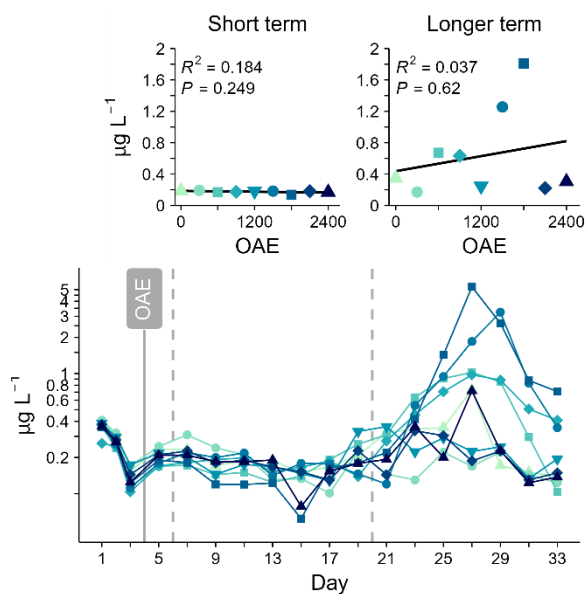 Short term
Longer term
µg L⁻¹
2
1.6
1.2
0.8
0.4
0
R² = 0.184
P = 0.249
0 1200 2400
OAE
2
1.6
1.2
0.8
0.4
0
R² = 0.037
P = 0.62
0 1200 2400
OAE
OAE
µg L⁻¹
5
4
3
2
1
0.8
0.6
0.4
0.2
1 5 9 13 17 21 25 29 33
Day